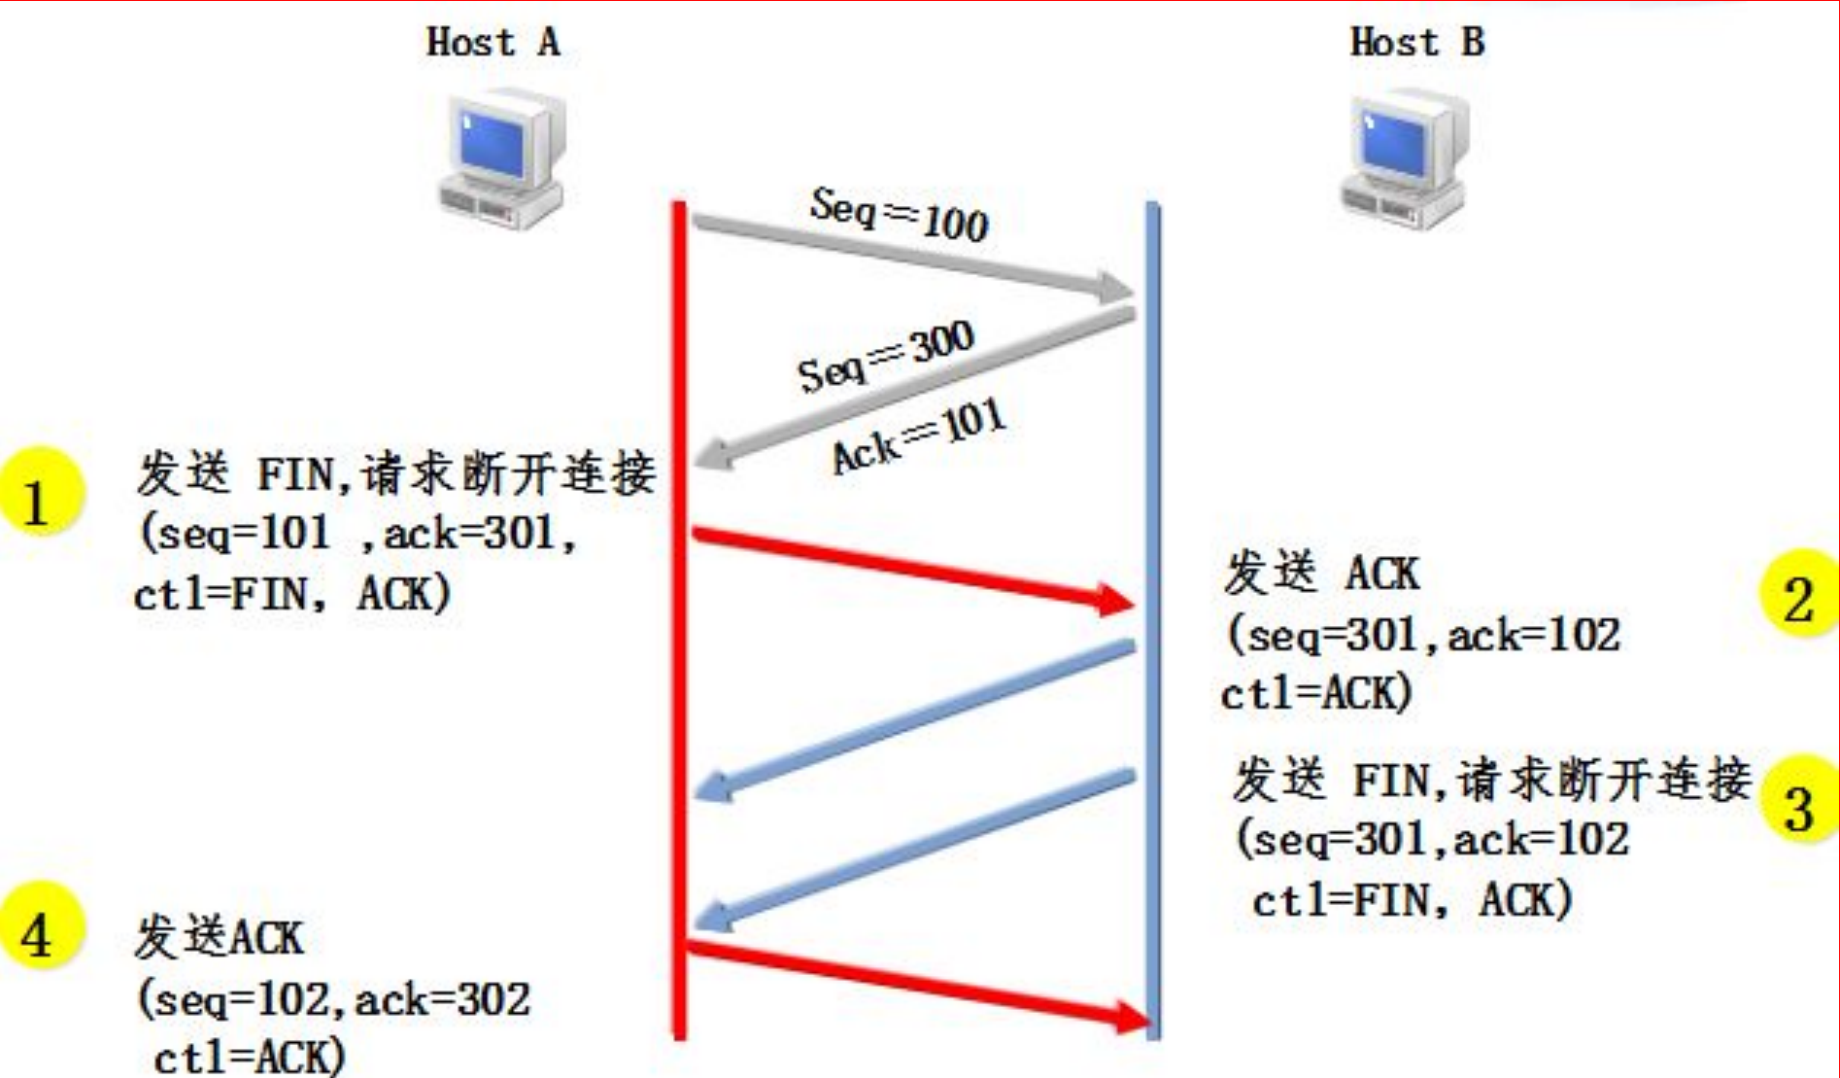 Host A
Host B
Seq=100
Seq=300
Ack=101
1
发送 FIN,请求断开连接
(seq=101 ,ack=301,
ctl=FIN, ACK)
2
发送 ACK
(seq=301,ack=102
ctl=ACK)
3
发送 FIN,请求断开连接
(seq=301,ack=102
ctl=FIN, ACK)
4
发送ACK
(seq=102,ack=302
ctl=ACK)